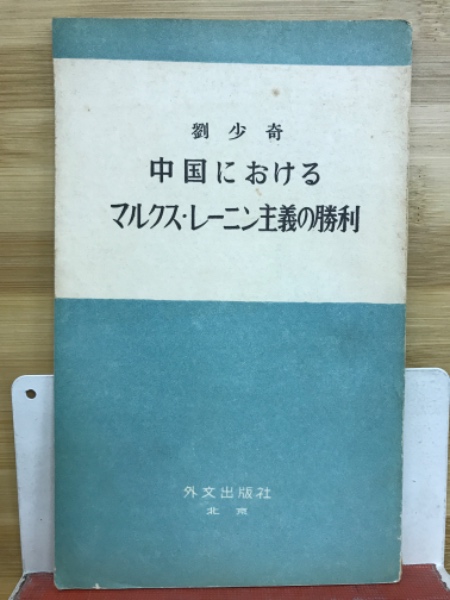 劉少奇
中国における
マルクス・レーニン主義の勝利
外文出版社
北京